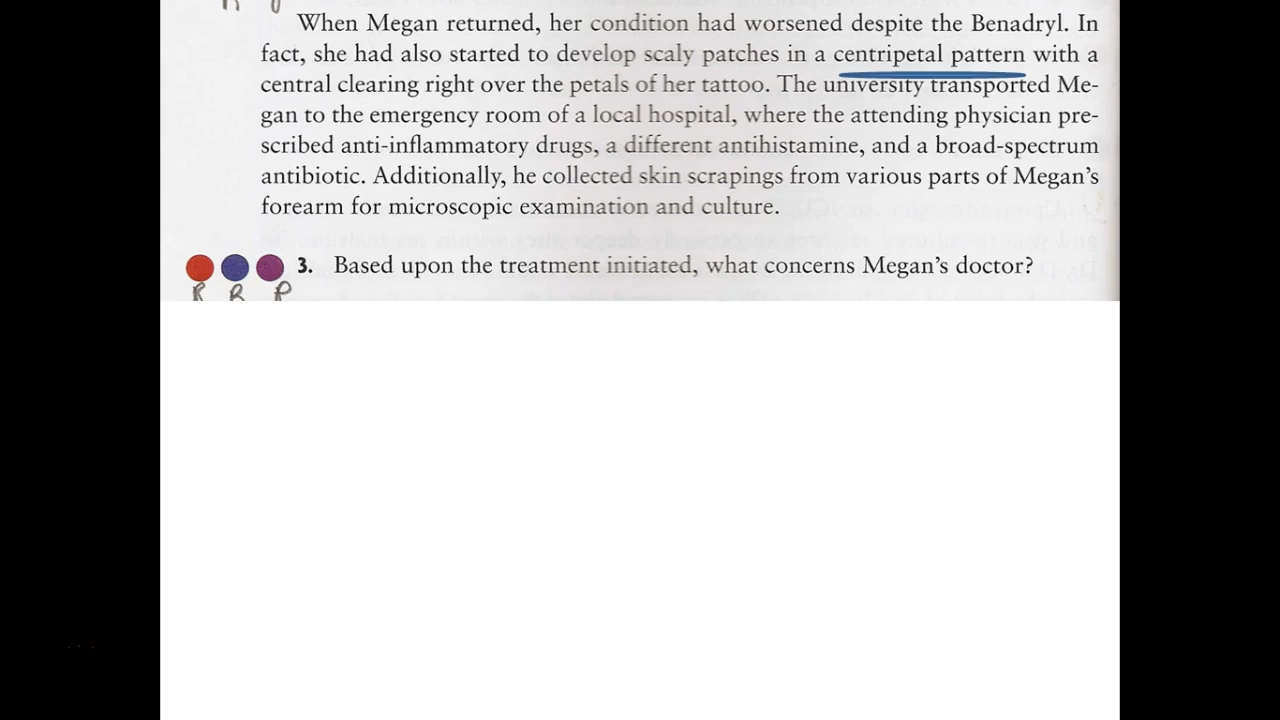 When Megan returned, her condition had worsened despite the Benadryl. In
fact, she had also started to develop scaly patches in a centripetal pattern with a
central clearing right over the petals of her tattoo. The university transported Me-
gan to the emergency room of a local hospital, where the attending physician pre-
scribed anti-inflammatory drugs, a different antihistamine, and a broad-spectrum
antibiotic. Additionally, he collected skin scrapings from various parts of Megan's
forearm for microscopic examination and culture.
3. Based upon the treatment initiated, what concerns Megan's doctor?
R B P